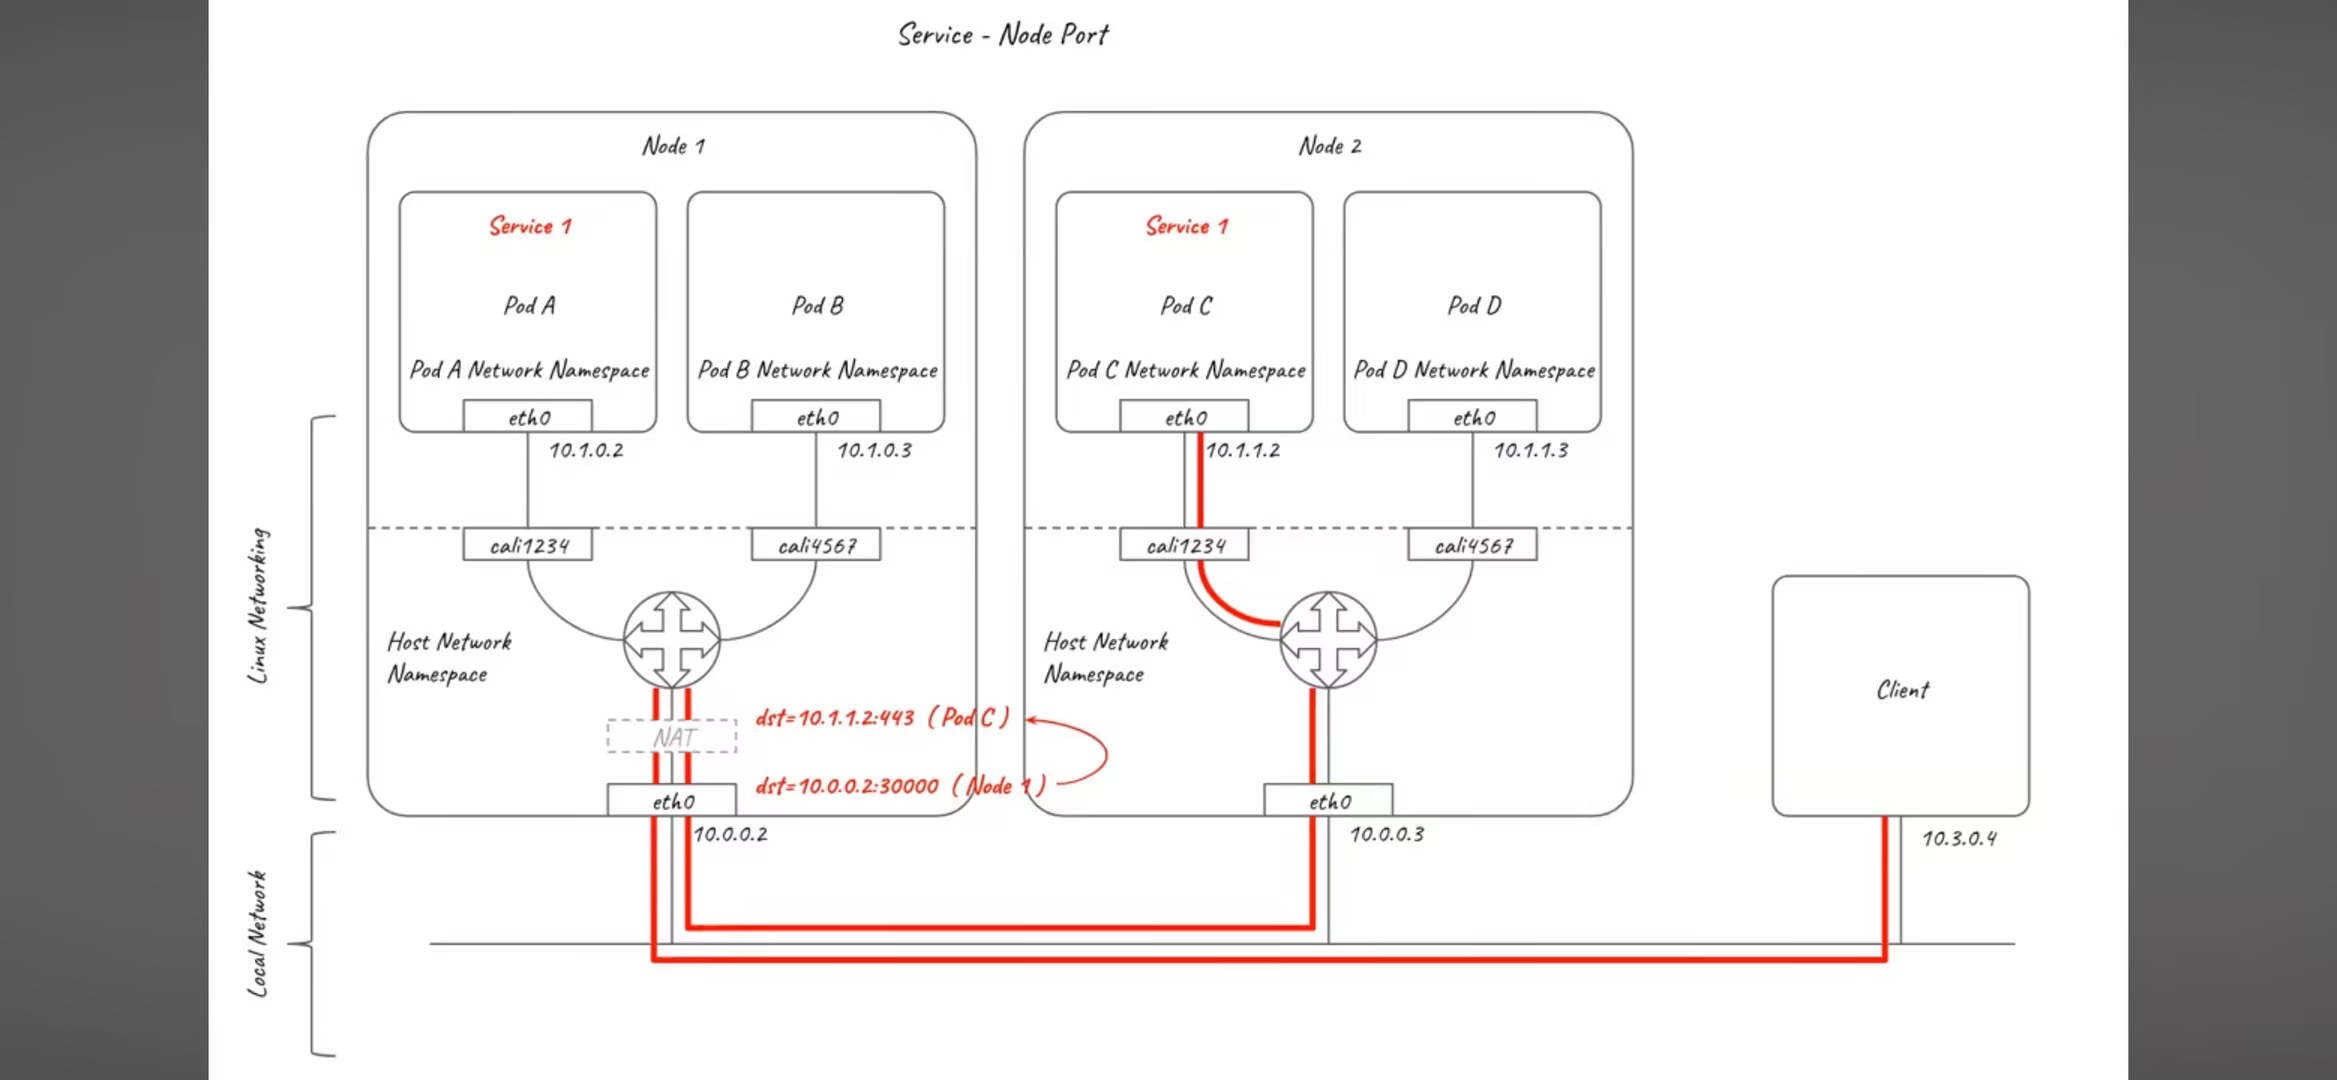 Service - Node Port
Node 1
Service 1
Pod A
Pod A Network Namespace
eth0
10.1.0.2
Pod B
Pod B Network Namespace
eth0
10.1.0.3
cali1234
cali4567
Host Network
Namespace
NAT
dst=10.1.1.2:443 (Pod C)
dst=10.0.0.2:30000 (Node 1)
eth0
10.0.0.2
Node 2
Service 1
Pod C
Pod C Network Namespace
eth0
10.1.1.2
Pod D
Pod D Network Namespace
eth0
10.1.1.3
cali1234
cali4567
Host Network
Namespace
eth0
10.0.0.3
Client
10.3.0.4
Linux Networking
Local Network